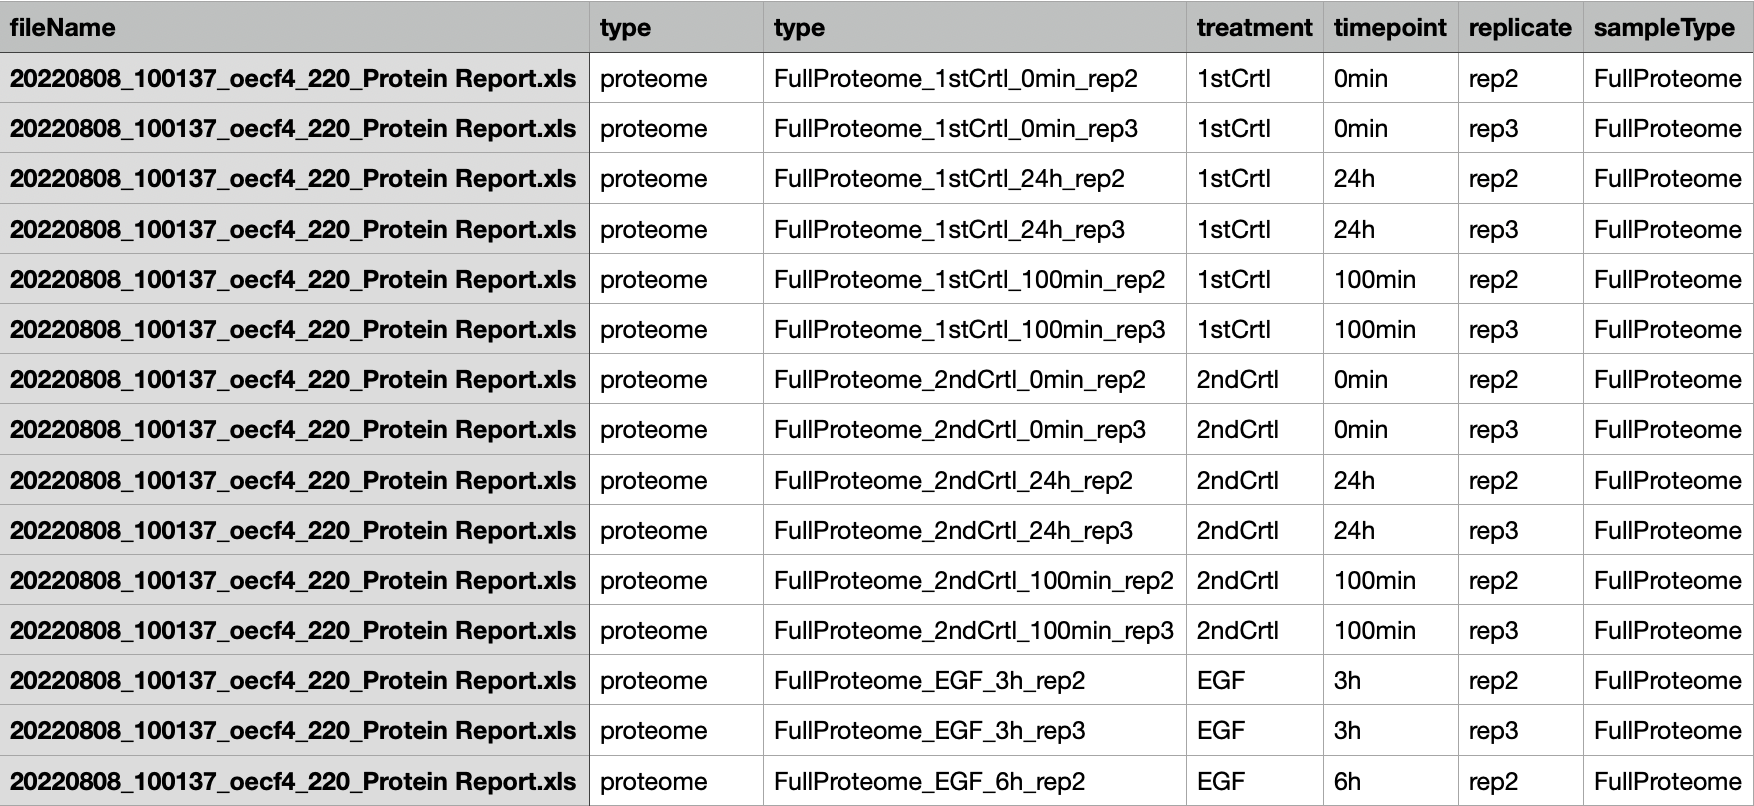 fileName type type treatment timepoint replicate sampleType
20220808_100137_oecf4_220_Protein Report.xls proteome FullProteome_1stCrtl_0min_rep2 1stCrtl 0min rep2 FullProteome
20220808_100137_oecf4_220_Protein Report.xls proteome FullProteome_1stCrtl_0min_rep3 1stCrtl 0min rep3 FullProteome
20220808_100137_oecf4_220_Protein Report.xls proteome FullProteome_1stCrtl_24h_rep2 1stCrtl 24h rep2 FullProteome
20220808_100137_oecf4_220_Protein Report.xls proteome FullProteome_1stCrtl_24h_rep3 1stCrtl 24h rep3 FullProteome
20220808_100137_oecf4_220_Protein Report.xls proteome FullProteome_1stCrtl_100min_rep2 1stCrtl 100min rep2 FullProteome
20220808_100137_oecf4_220_Protein Report.xls proteome FullProteome_1stCrtl_100min_rep3 1stCrtl 100min rep3 FullProteome
20220808_100137_oecf4_220_Protein Report.xls proteome FullProteome_2ndCrtl_0min_rep2 2ndCrtl 0min rep2 FullProteome
20220808_100137_oecf4_220_Protein Report.xls proteome FullProteome_2ndCrtl_0min_rep3 2ndCrtl 0min rep3 FullProteome
20220808_100137_oecf4_220_Protein Report.xls proteome FullProteome_2ndCrtl_24h_rep2 2ndCrtl 24h rep2 FullProteome
20220808_100137_oecf4_220_Protein Report.xls proteome FullProteome_2ndCrtl_24h_rep3 2ndCrtl 24h rep3 FullProteome
20220808_100137_oecf4_220_Protein Report.xls proteome FullProteome_2ndCrtl_100min_rep2 2ndCrtl 100min rep2 FullProteome
20220808_100137_oecf4_220_Protein Report.xls proteome FullProteome_2ndCrtl_100min_rep3 2ndCrtl 100min rep3 FullProteome
20220808_100137_oecf4_220_Protein Report.xls proteome FullProteome_EGF_3h_rep2 EGF 3h rep2 FullProteome
20220808_100137_oecf4_220_Protein Report.xls proteome FullProteome_EGF_3h_rep3 EGF 3h rep3 FullProteome
20220808_100137_oecf4_220_Protein Report.xls proteome FullProteome_EGF_6h_rep2 EGF 6h rep2 FullProteome